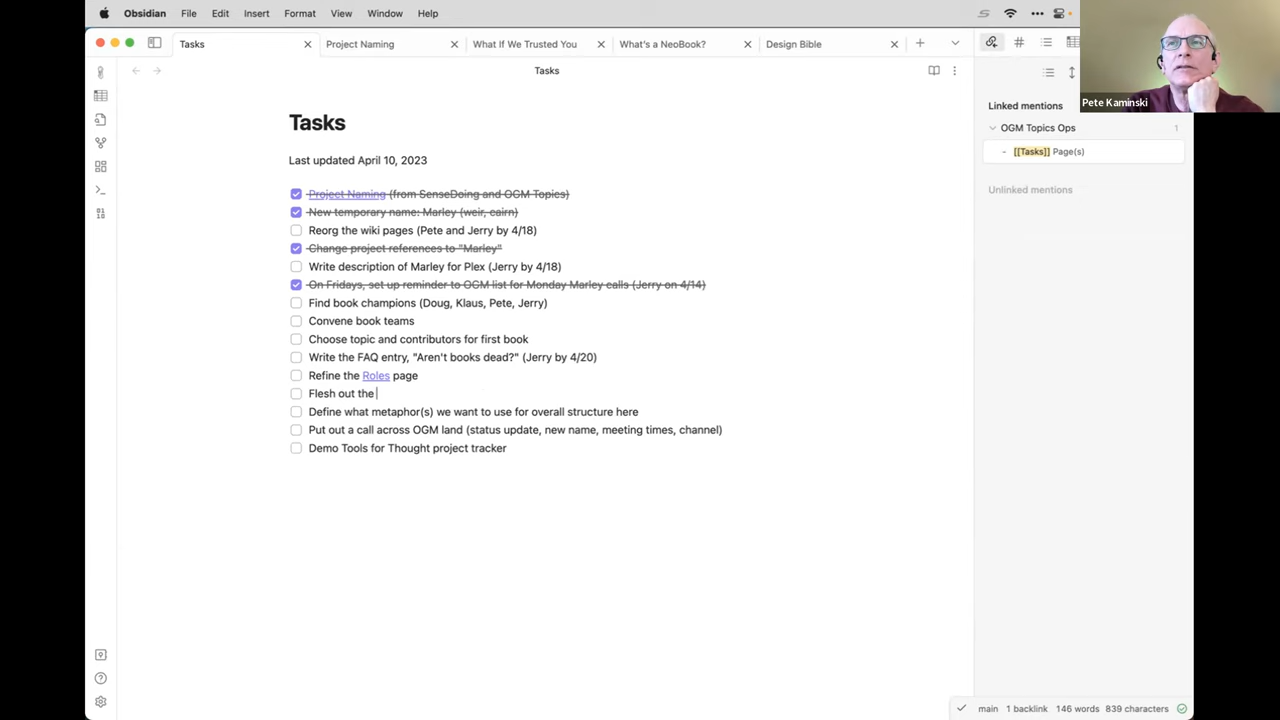 Obsidian File Edit Insert Format View Window Help
Tasks Project Naming What If We Trusted You What's a NeoBook? Design Bible
Tasks
Pete Kaminski
Linked mentions
OGM Topics Ops 1
- [[Tasks]] Page(s)
Unlinked mentions
Tasks
Last updated April 10, 2023
Project Naming (from SenseDoing and OGM Topics)
New temporary name: Marley (weir, cairn)
Reorg the wiki pages (Pete and Jerry by 4/18)
Change project references to "Marley"
Write description of Marley for Plex (Jerry by 4/18)
On Fridays, set up reminder to OGM list for Monday Marley calls (Jerry on 4/14)
Find book champions (Doug, Klaus, Pete, Jerry)
Convene book teams
Choose topic and contributors for first book
Write the FAQ entry, "Aren't books dead?" (Jerry by 4/20)
Refine the Roles page
Flesh out the
Define what metaphor(s) we want to use for overall structure here
Put out a call across OGM land (status update, new name, meeting times, channel)
Demo Tools for Thought project tracker
main 1 backlink 146 words 839 characters